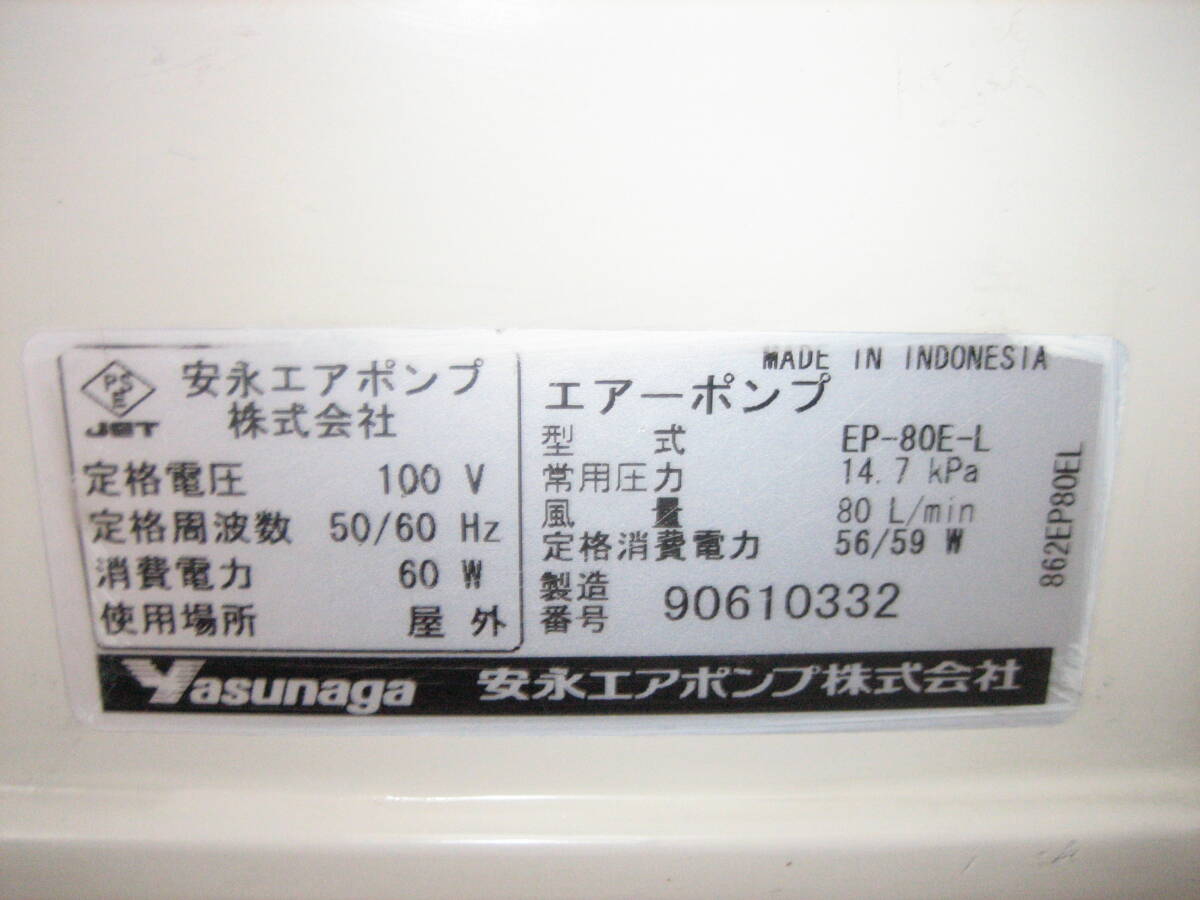 PSE
JET
安永エアポンプ
株式会社
定格電圧 100 V
定格周波数 50/60 Hz
消費電力 60 W
使用場所 屋外
MADE IN INDONESIA
エアーポンプ
型式 EP-80E-L
常用圧力 14.7 kPa
風量 80 L/min
定格消費電力 56/59 W
製造番号 90610332
862EP80EL
Yasunaga 安永エアポンプ株式会社